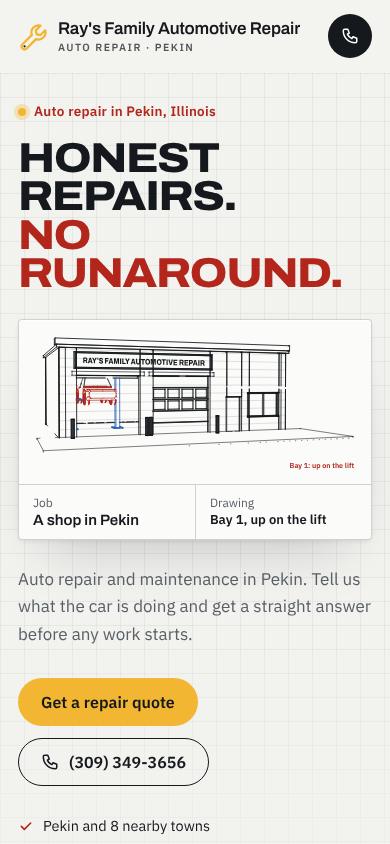 Ray's Family Automotive Repair
AUTO REPAIR · PEKIN
Auto repair in Pekin, Illinois
HONEST
REPAIRS.
NO
RUNAROUND.
RAY'S FAMILY AUTOMOTIVE REPAIR
Bay 1: up on the lift
Job
A shop in Pekin
Drawing
Bay 1, up on the lift
Auto repair and maintenance in Pekin. Tell us
what the car is doing and get a straight answer
before any work starts.
Get a repair quote
(309) 349-3656
Pekin and 8 nearby towns